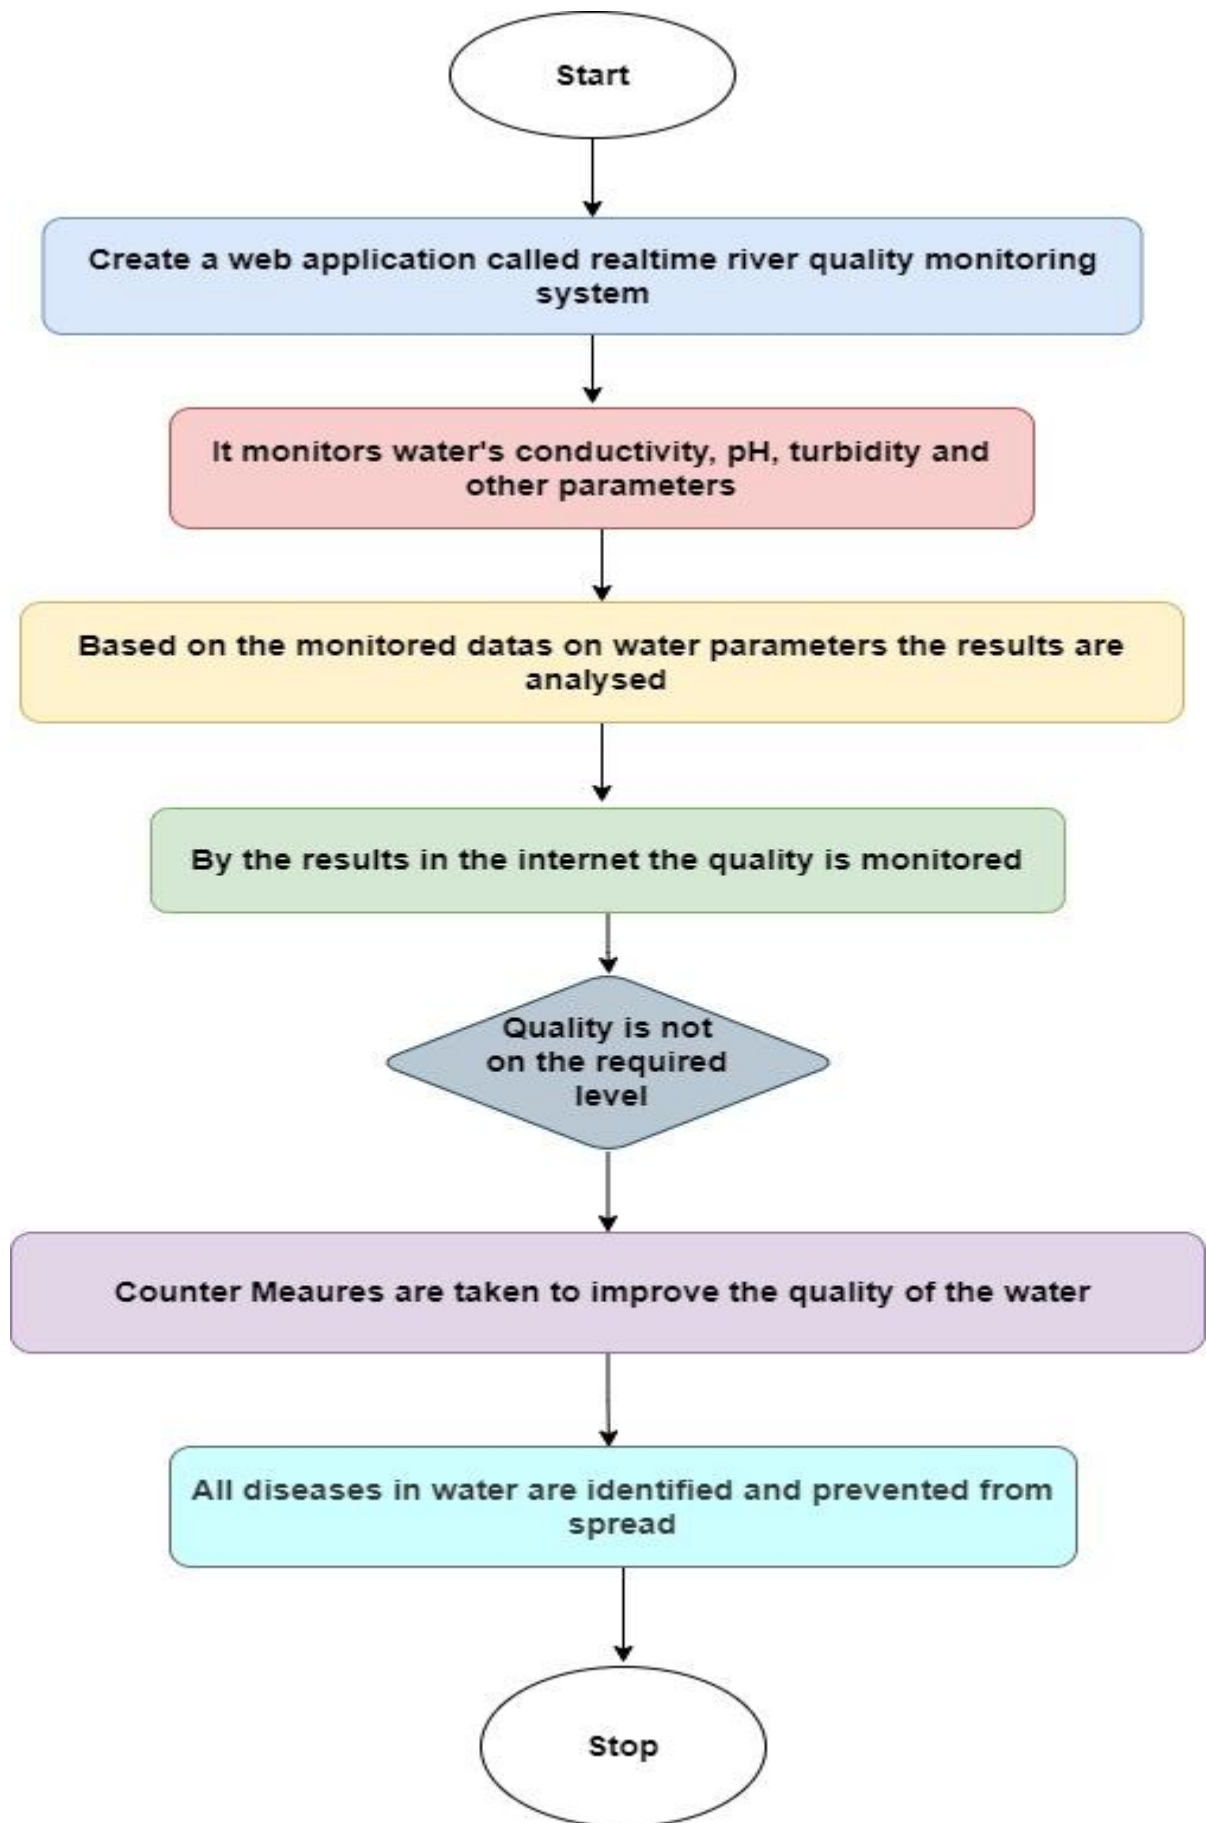 Start
Create a web application called realtime river quality monitoring
system
It monitors water's conductivity, pH, turbidity and
other parameters
Based on the monitored datas on water parameters the results are
analysed
By the results in the internet the quality is monitored
Quality is not
on the required
level
Counter Meaures are taken to improve the quality of the water
All diseases in water are identified and prevented from
spread
Stop